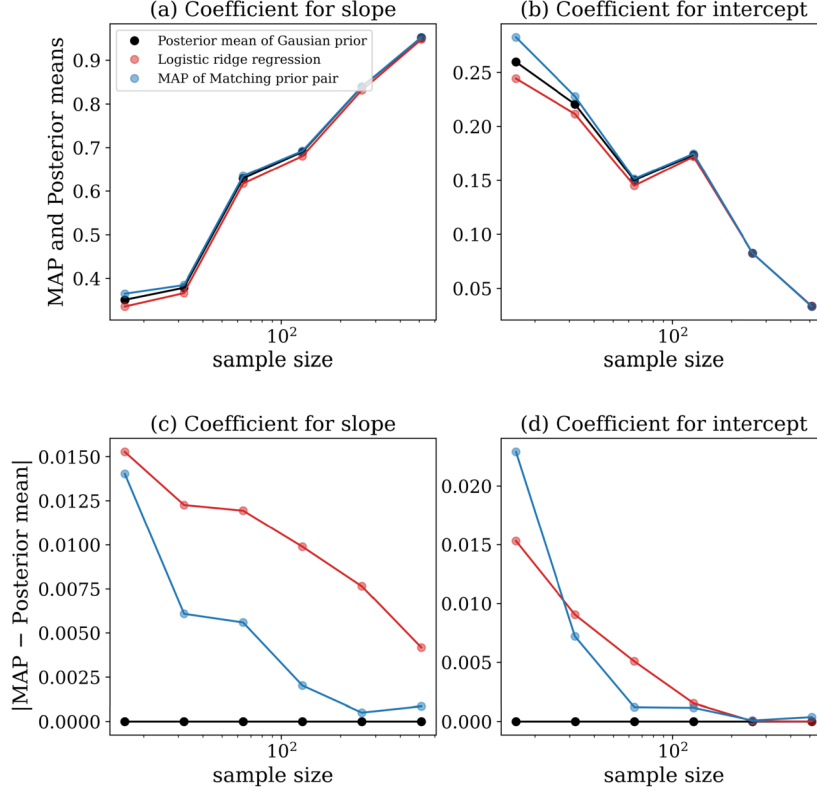 (a) Coefficient for slope
(b) Coefficient for intercept
MAP and Posterior means
0.9
0.8
0.7
0.6
0.5
0.4
Posterior mean of Gausian prior
Logistic ridge regression
MAP of Matching prior pair
10²
sample size
0.25
0.20
0.15
0.10
0.05
10²
sample size
(c) Coefficient for slope
(d) Coefficient for intercept
|MAP − Posterior mean|
0.0150
0.0125
0.0100
0.0075
0.0050
0.0025
0.0000
10²
sample size
0.020
0.015
0.010
0.005
0.000
10²
sample size